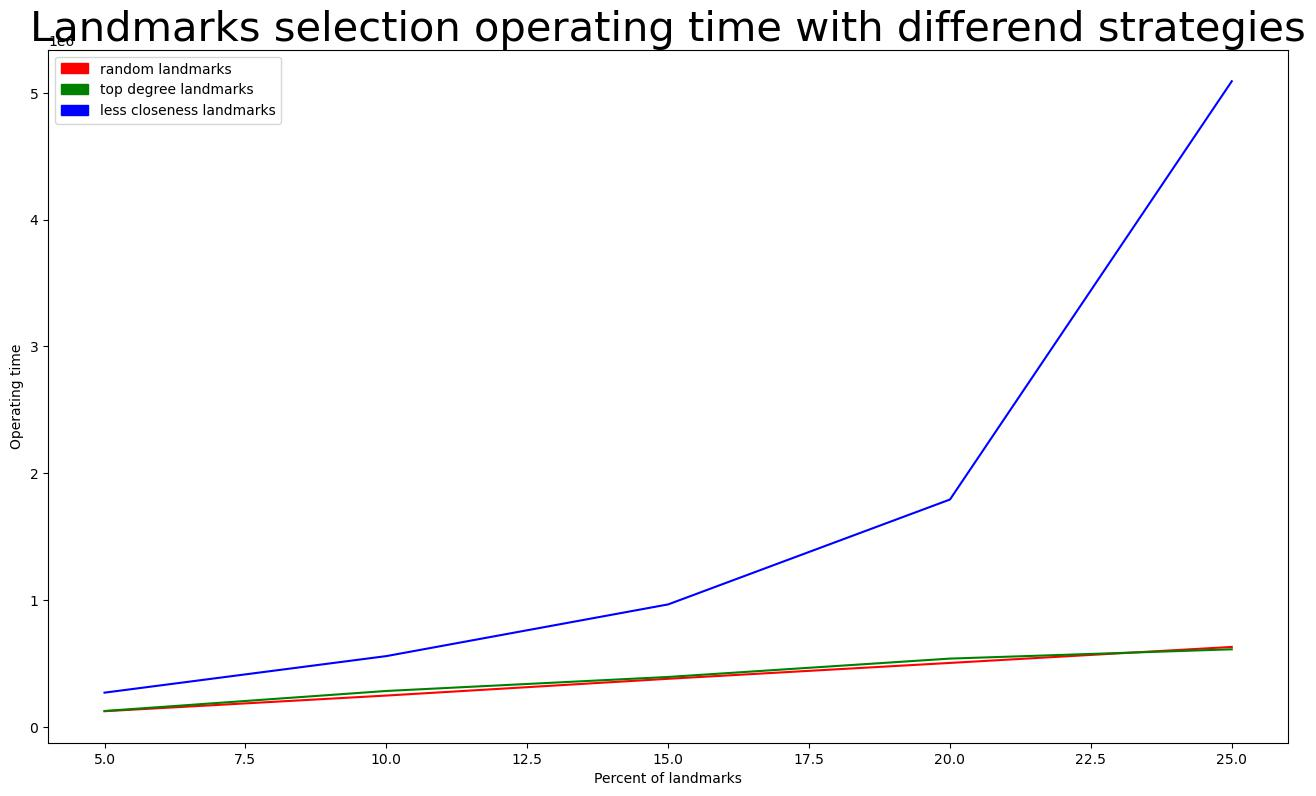 Landmarks selection operating time with differend strategies
1e6
random landmarks
top degree landmarks
less closeness landmarks
5
4
3
2
1
0
Operating time
5.0 7.5 10.0 12.5 15.0 17.5 20.0 22.5 25.0
Percent of landmarks